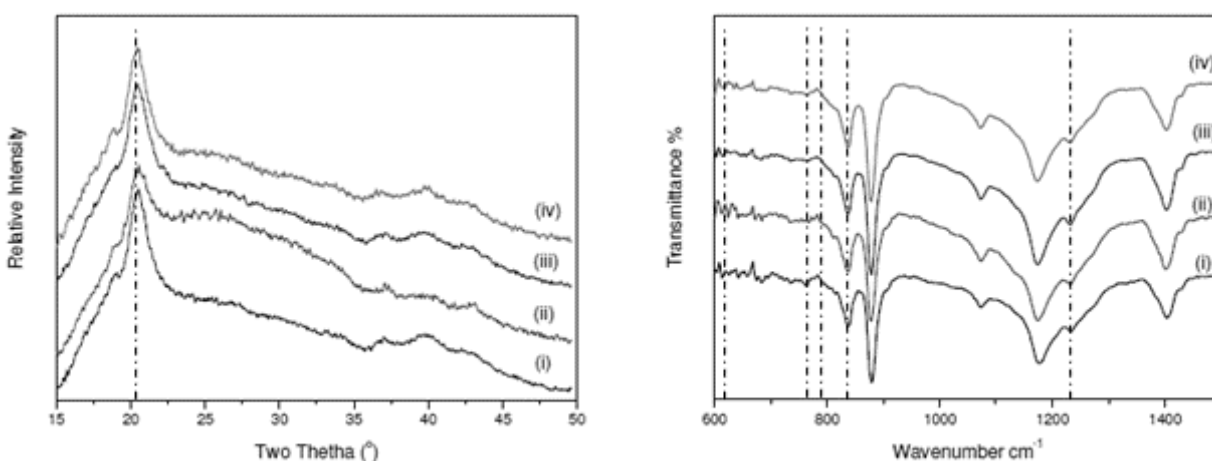 Relative Intensity
(iv)
(iii)
(ii)
(i)
15 20 25 30 35 40 45 50
Two Thetha (°)
Transmittance %
(iv)
(iii)
(ii)
(i)
600 800 1000 1200 1400
Wavenumber cm⁻¹